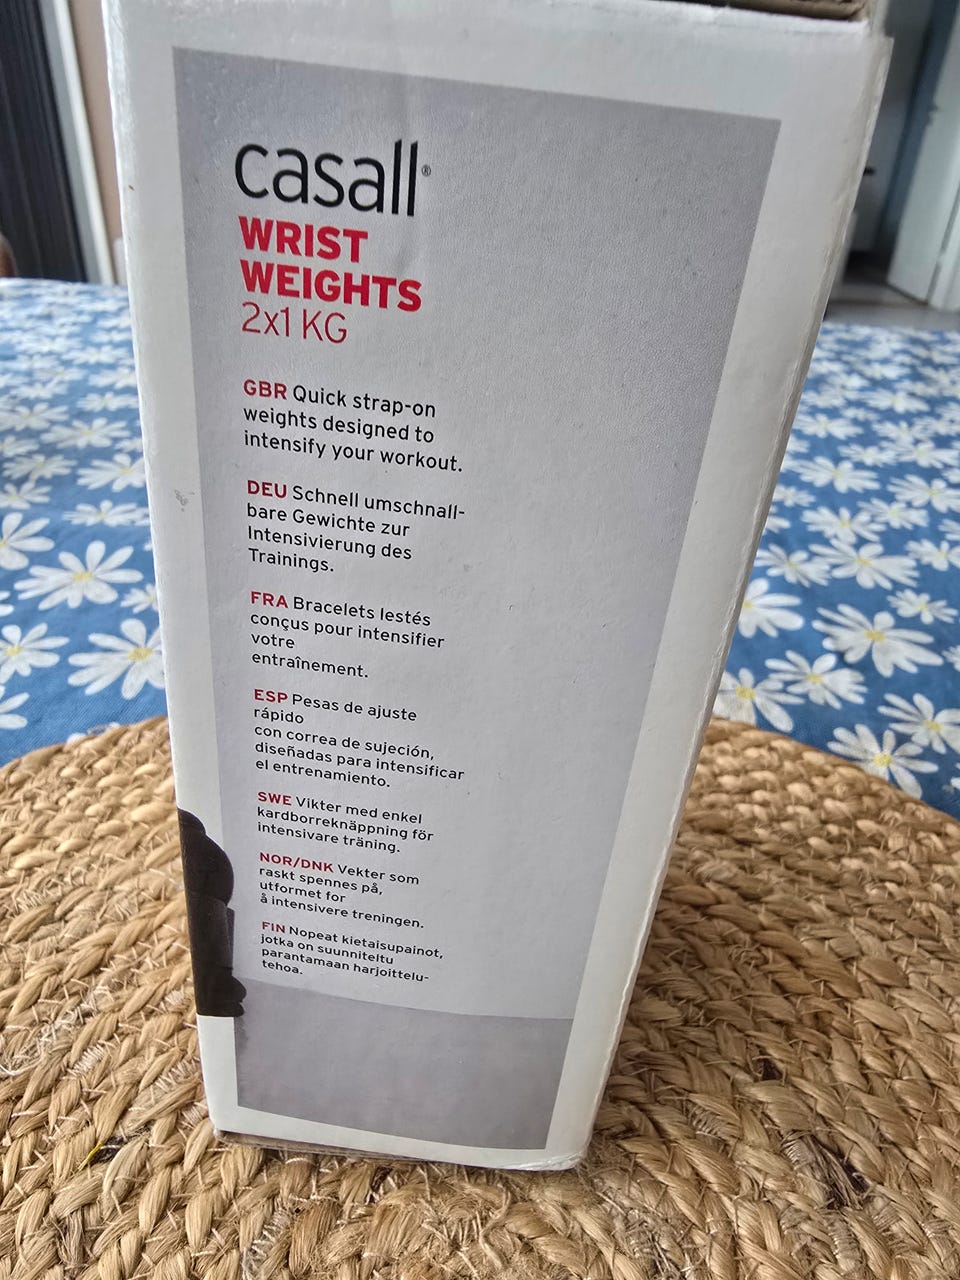 casall®
WRIST
WEIGHTS
2x1 KG
GBR Quick strap-on
weights designed to
intensify your workout.
DEU Schnell umschnall-
bare Gewichte zur
Intensivierung des
Trainings.
FRA Bracelets lestés
conçus pour intensifier
votre
entraînement.
ESP Pesas de ajuste
rápido
con correa de sujeción,
diseñadas para intensificar
el entrenamiento.
SWE Vikter med enkel
kardborreknäppning för
intensivare träning.
NOR/DNK Vekter som
raskt spennes på,
utformet for
å intensivere treningen.
FIN Nopeat kietaisupainot,
jotka on suunniteltu
parantamaan harjoittelu-
tehoa.